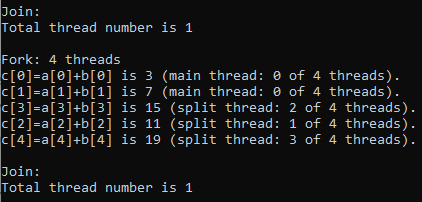 Join:
Total thread number is 1
Fork: 4 threads
c[0]=a[0]+b[0] is 3 (main thread: 0 of 4 threads).
c[1]=a[1]+b[1] is 7 (main thread: 0 of 4 threads).
c[3]=a[3]+b[3] is 15 (split thread: 2 of 4 threads).
c[2]=a[2]+b[2] is 11 (split thread: 1 of 4 threads).
c[4]=a[4]+b[4] is 19 (split thread: 3 of 4 threads).
Join:
Total thread number is 1